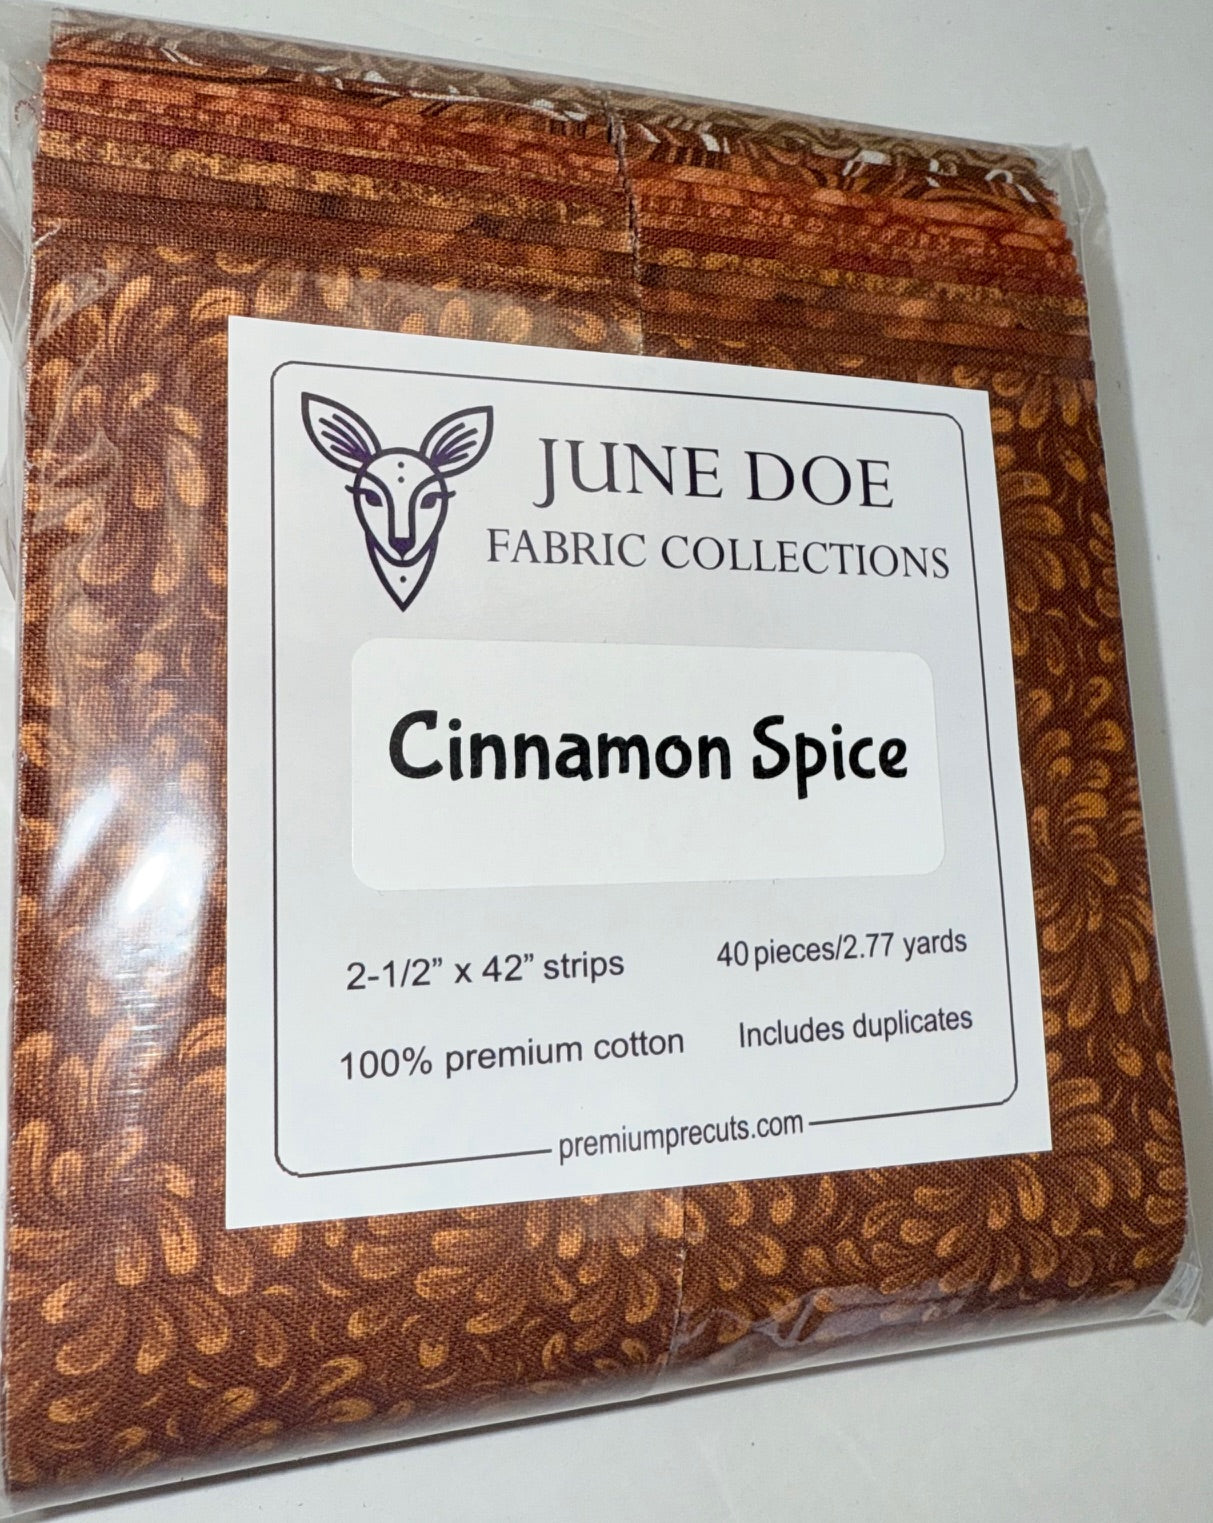 JUNE DOE
FABRIC COLLECTIONS
Cinnamon Spice
2-1/2” x 42” strips
40 pieces/2.77 yards
100% premium cotton
Includes duplicates
premiumprecuts.com